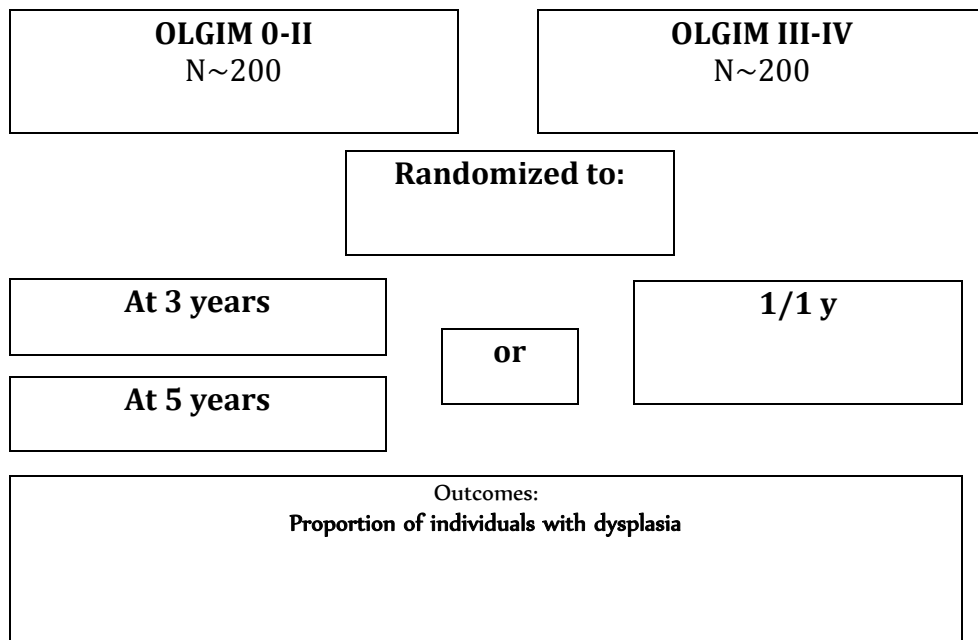 OLGIM 0-II
N~200
OLGIM III-IV
N~200
Randomized to:
At 3 years
1/1 y
or
At 5 years
Outcomes:
Proportion of individuals with dysplasia